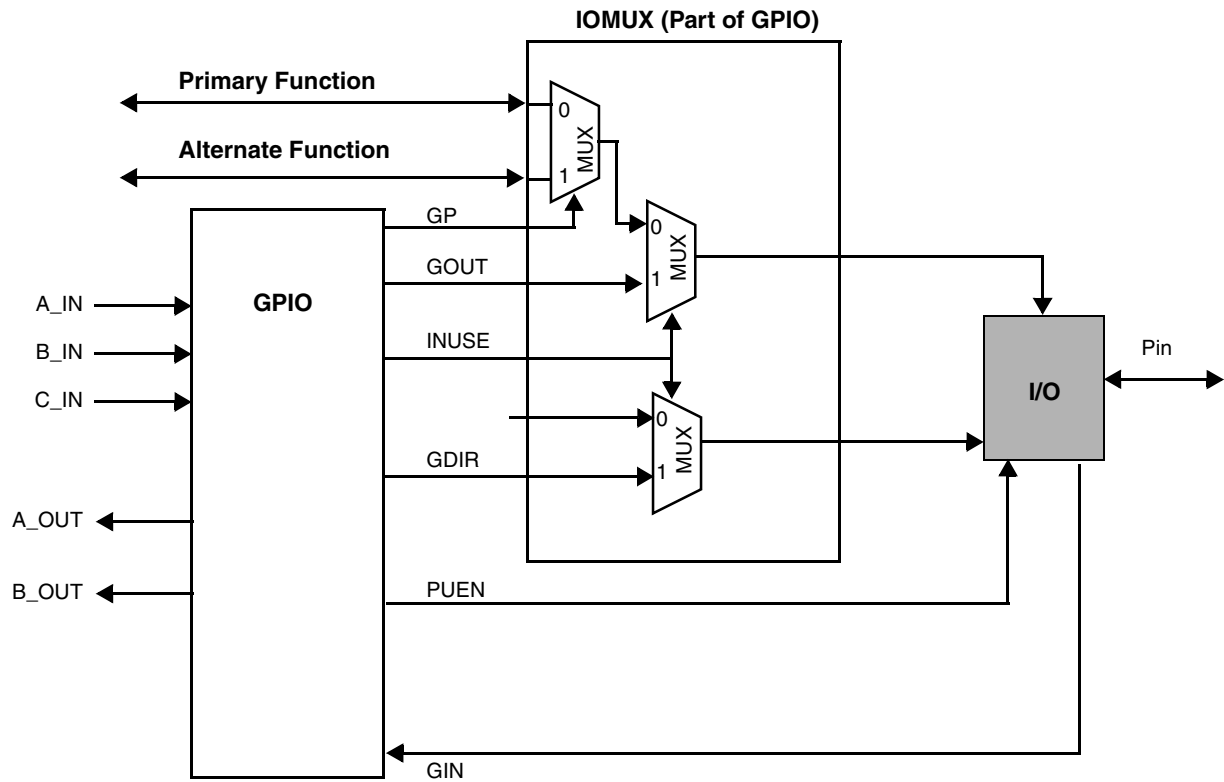 IOMUX (Part of GPIO)
Primary Function
0
MUX
Alternate Function
1
GP
0
MUX
GOUT
1
GPIO
A_IN
INUSE
B_IN
Pin
I/O
C_IN
0
MUX
GDIR
1
A_OUT
B_OUT
PUEN
GIN